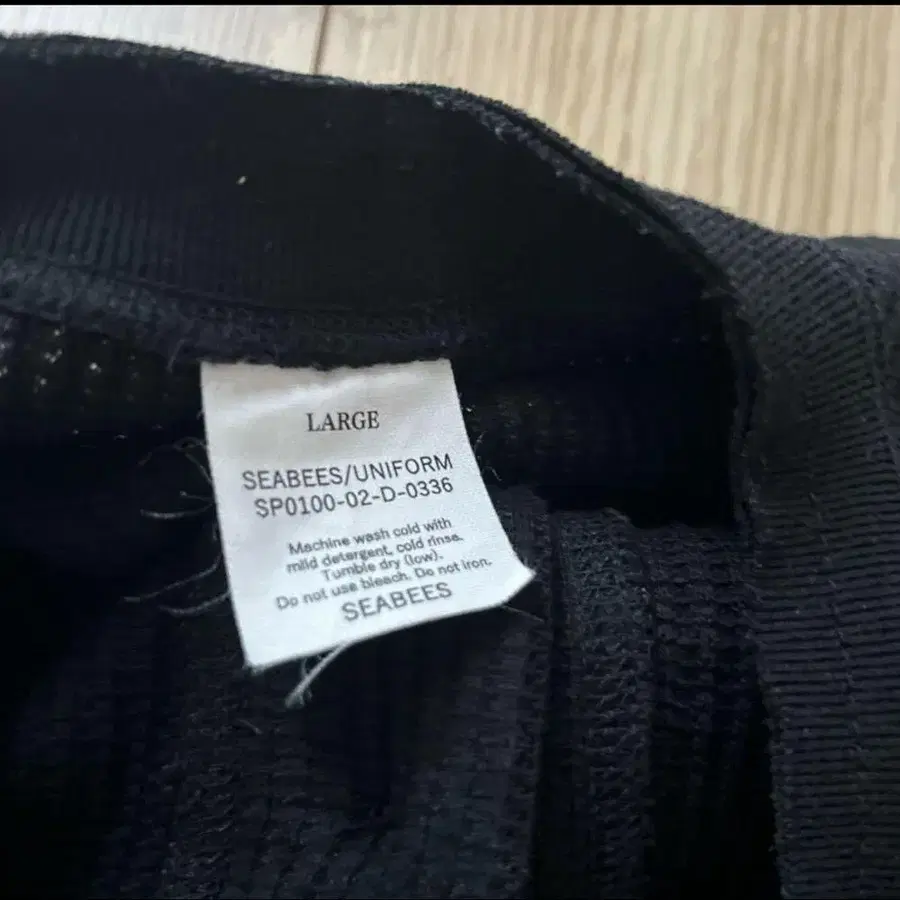 LARGE
SEABEES/UNIFORM
SP0100-02-D-0336
Machine wash cold with
mild detergent, cold rinse.
Tumble dry (low).
Do not use bleach. Do not iron.
SEABEES